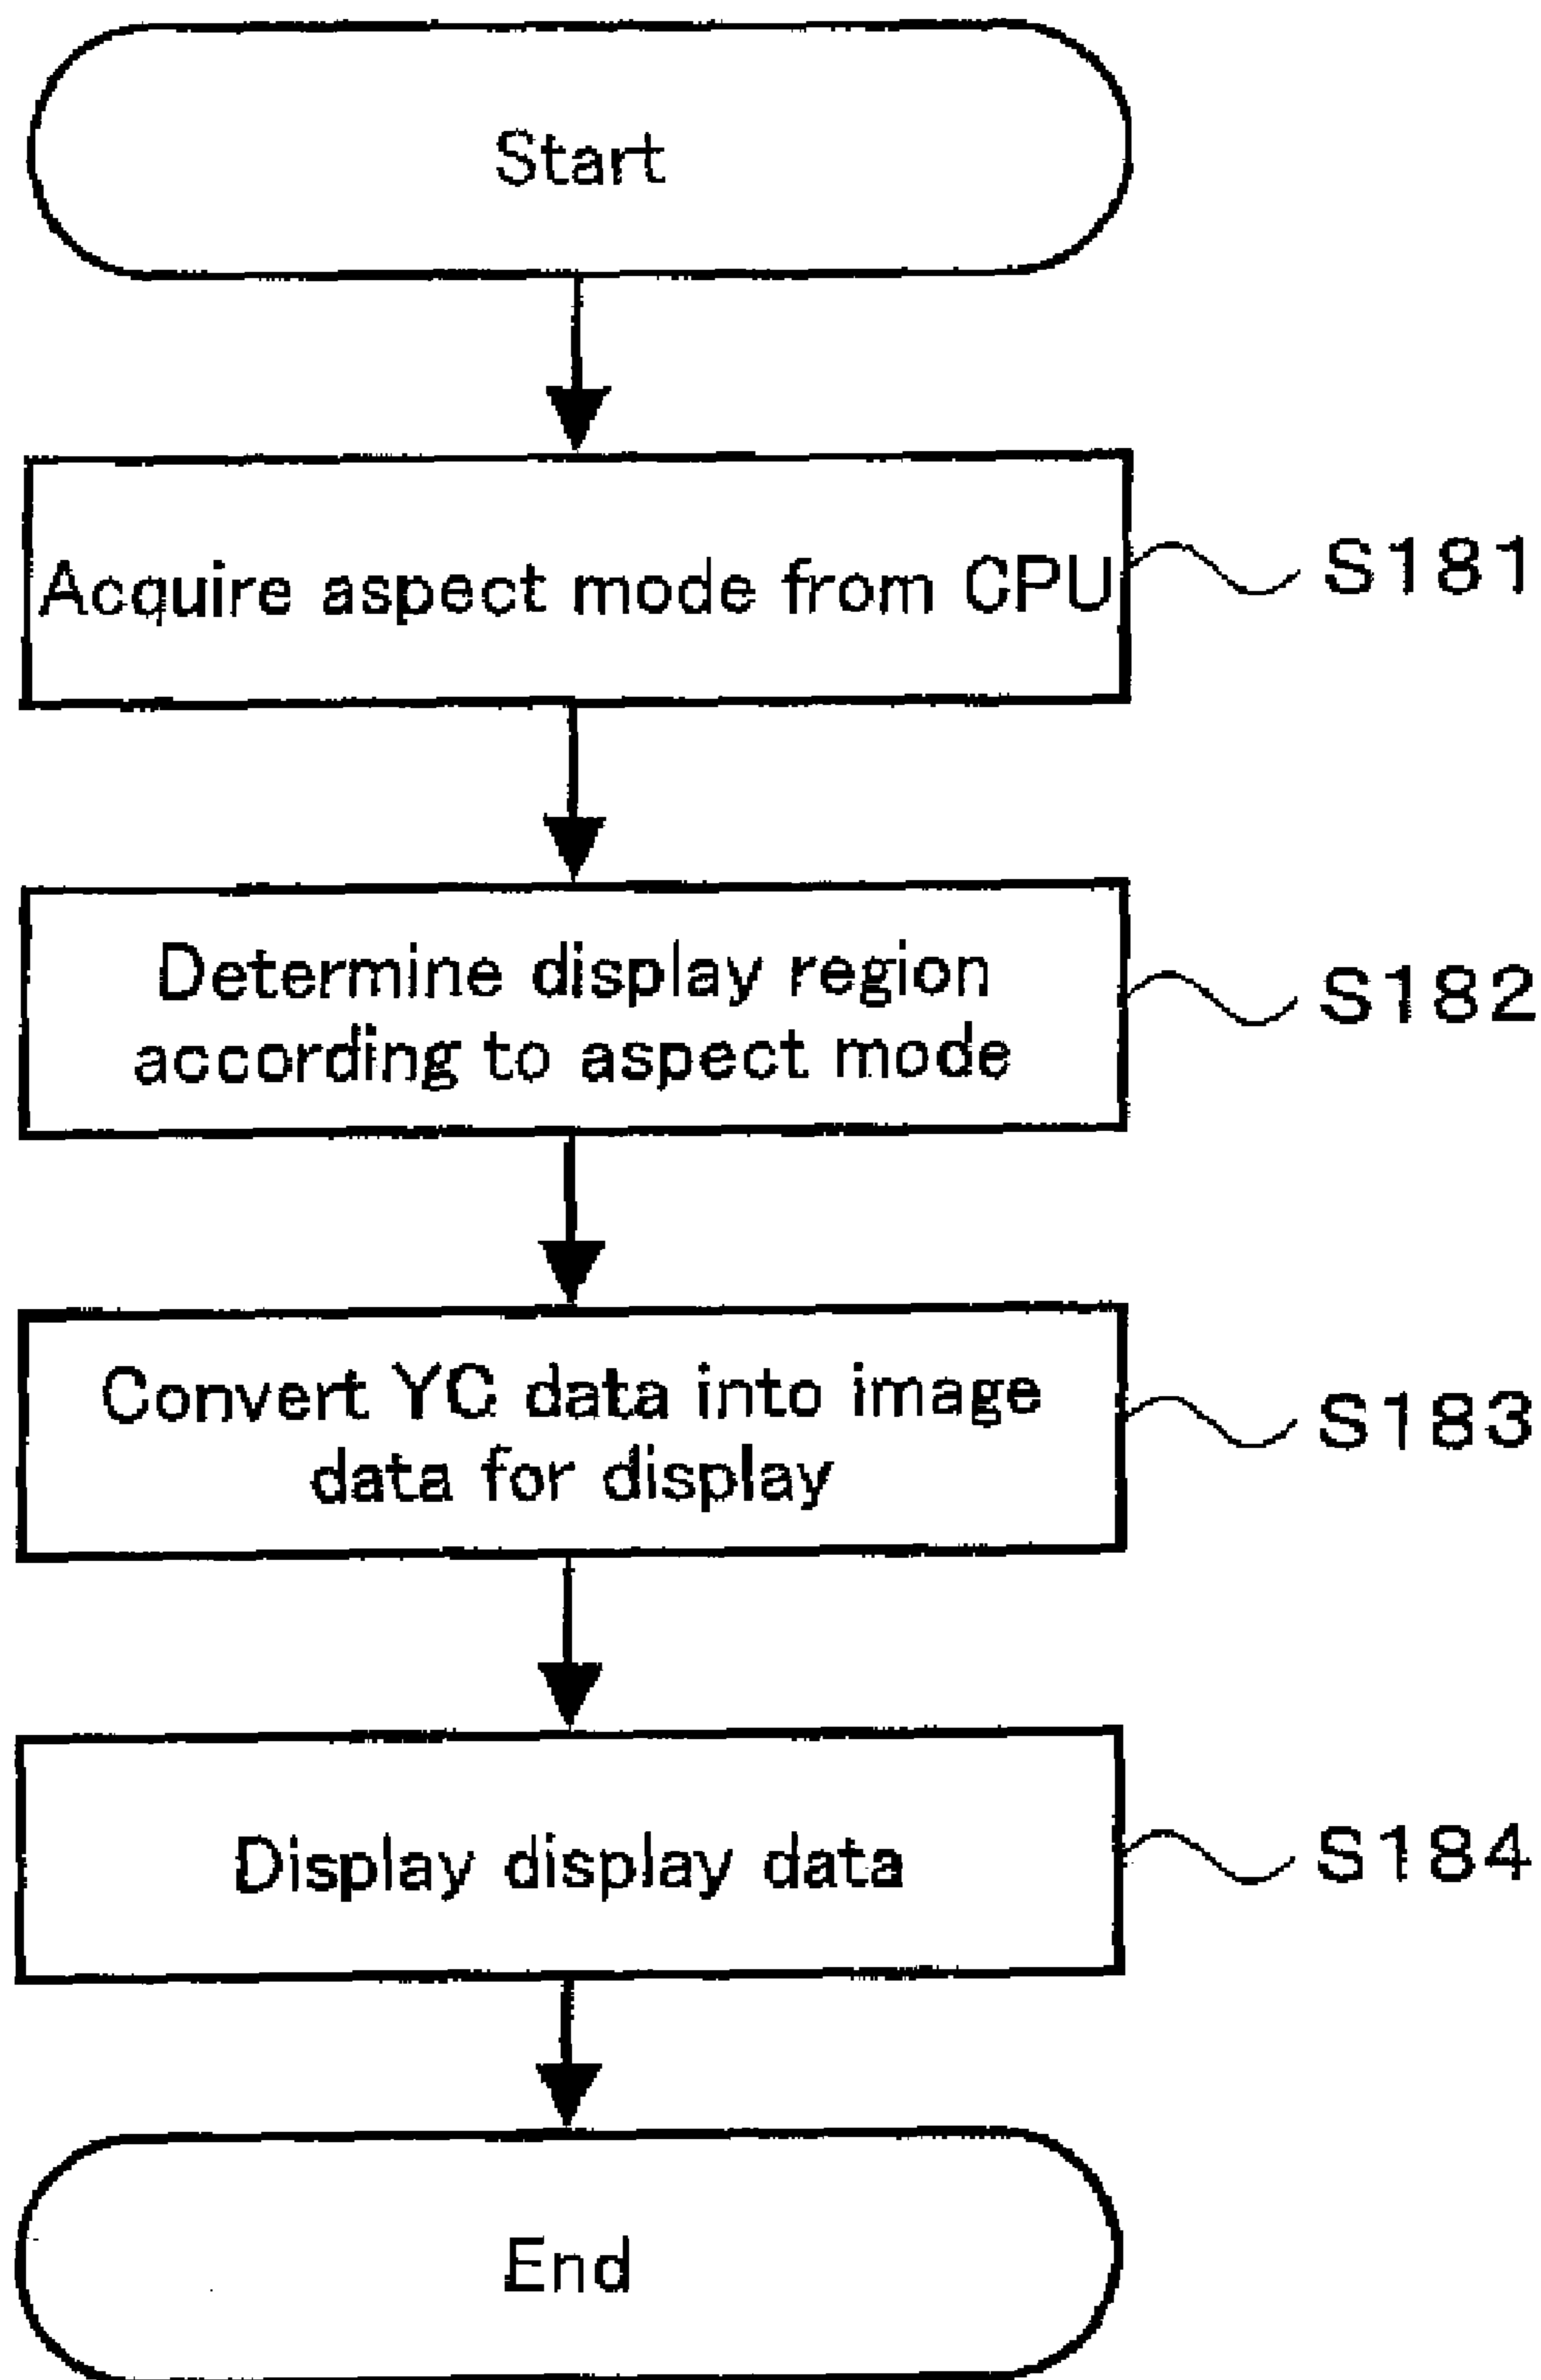 Start
Acquire aspect mode from CPU
S181
Determine display region
according to aspect mode
S182
Convert YC data into image
data for display
S183
Display display data
S184
End